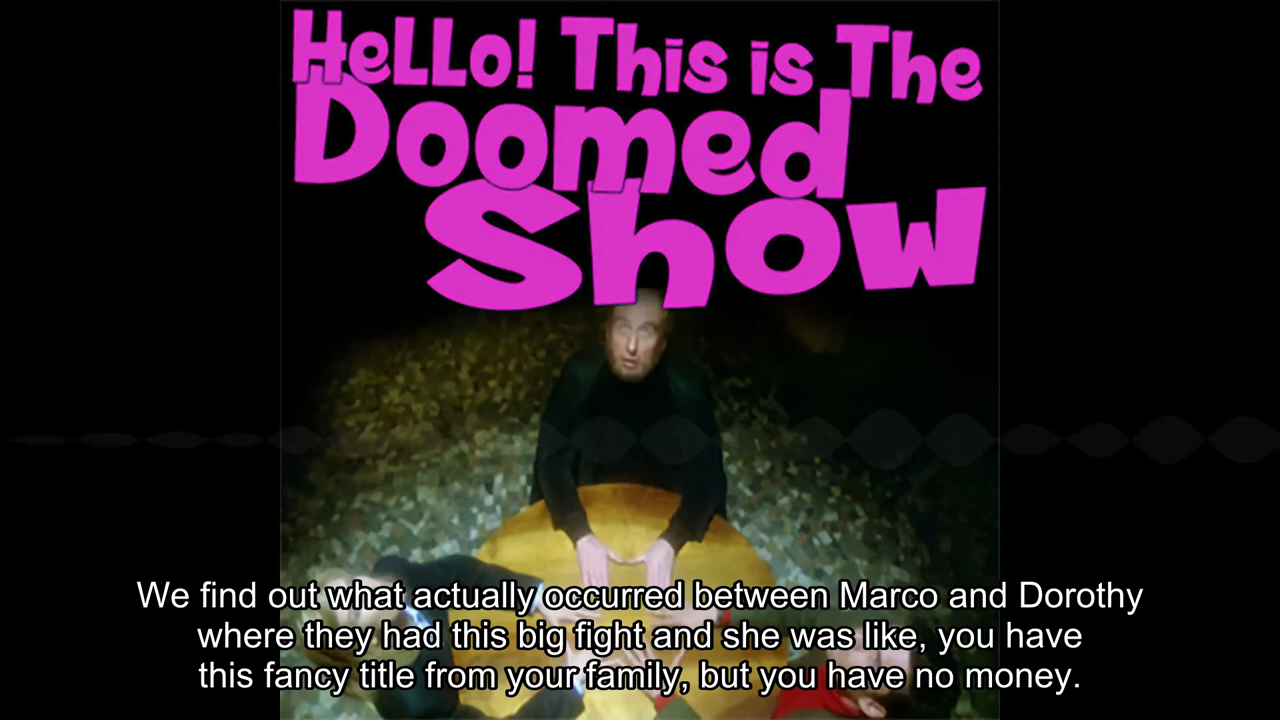 HeLLo! This is The
Doomed
Show
We find out what actually occurred between Marco and Dorothy
where they had this big fight and she was like, you have
this fancy title from your family, but you have no money.